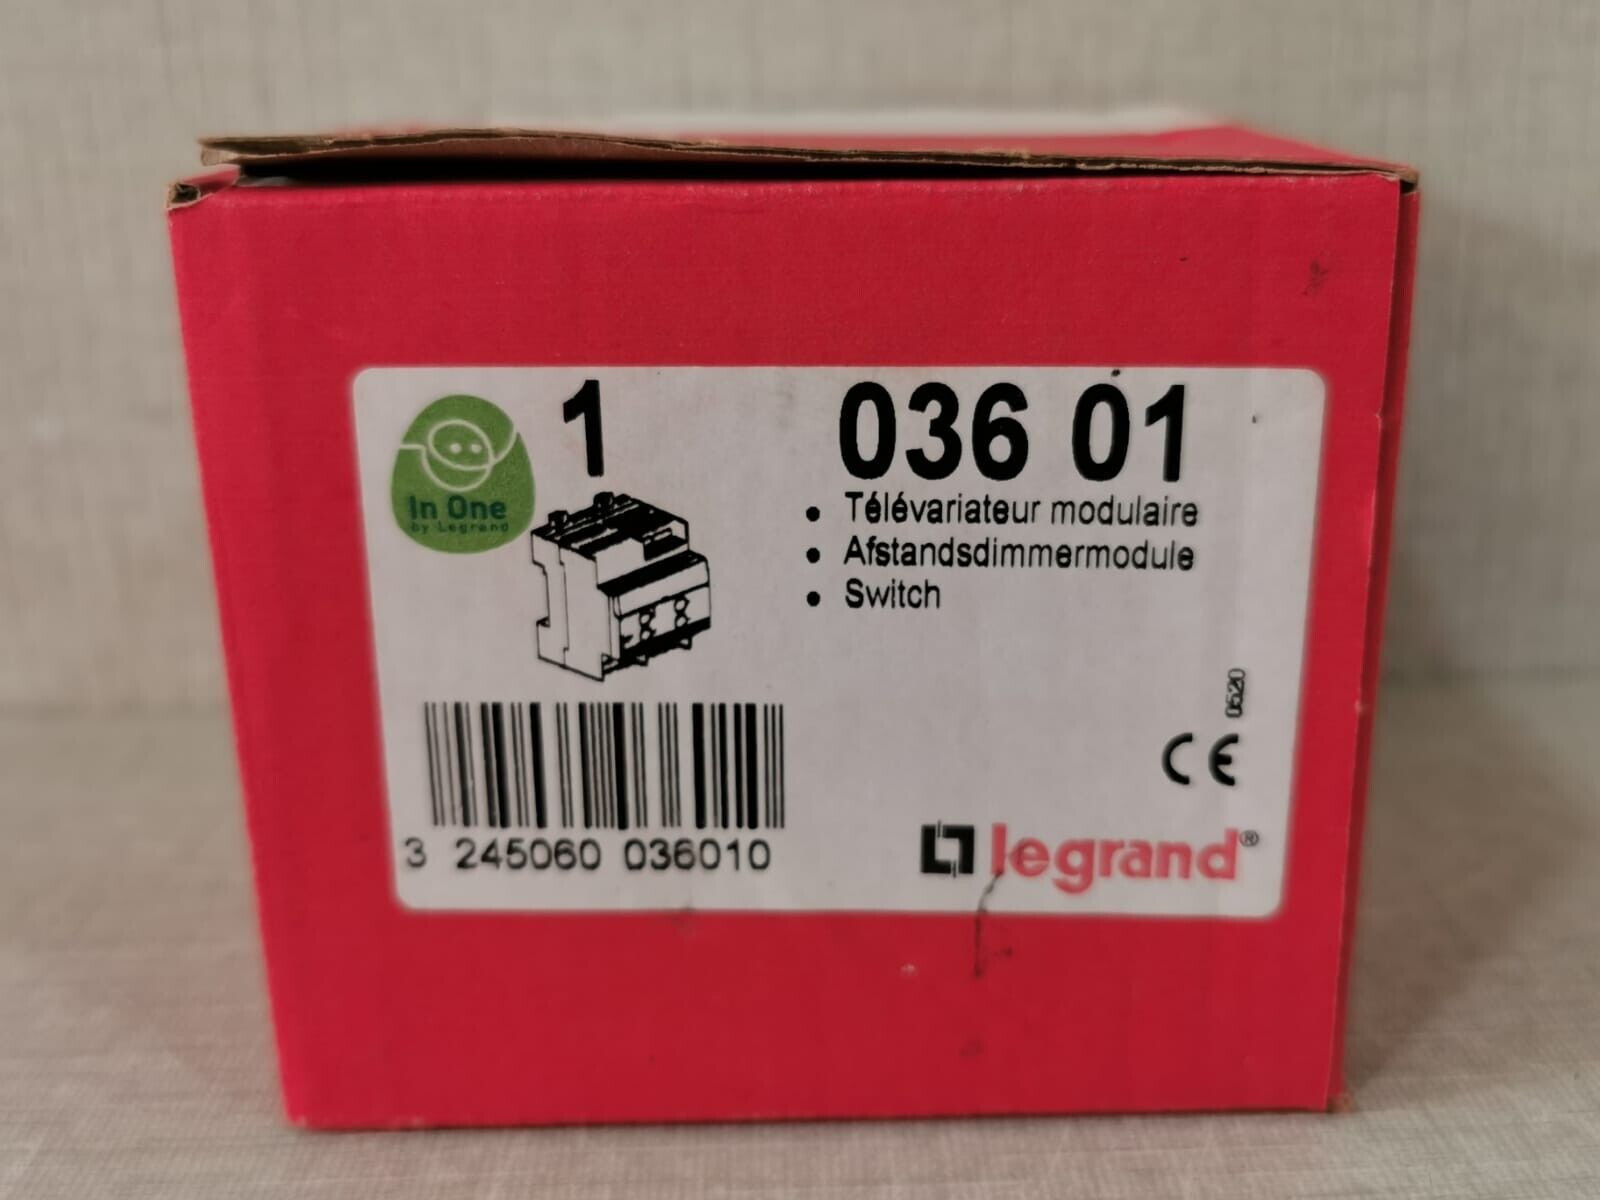 1
036 01
In One
by Legrand
• Télévariateur modulaire
• Afstandsdimmermodule
• Switch
0520
CE
3 245060 036010
legrand®